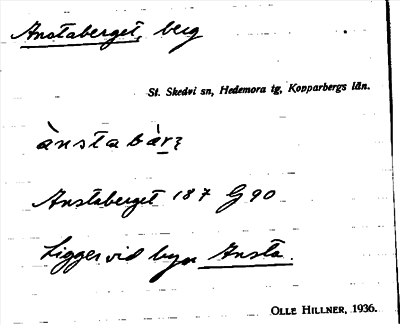 Anstaberget, berg
St. Skedvi sn, Hedemora tg, Kopparbergs län.
ànstabàrʒ
Anstaberget 187 G 90
Ligger vid byn Ansta.
OLLE HILLNER, 1936.